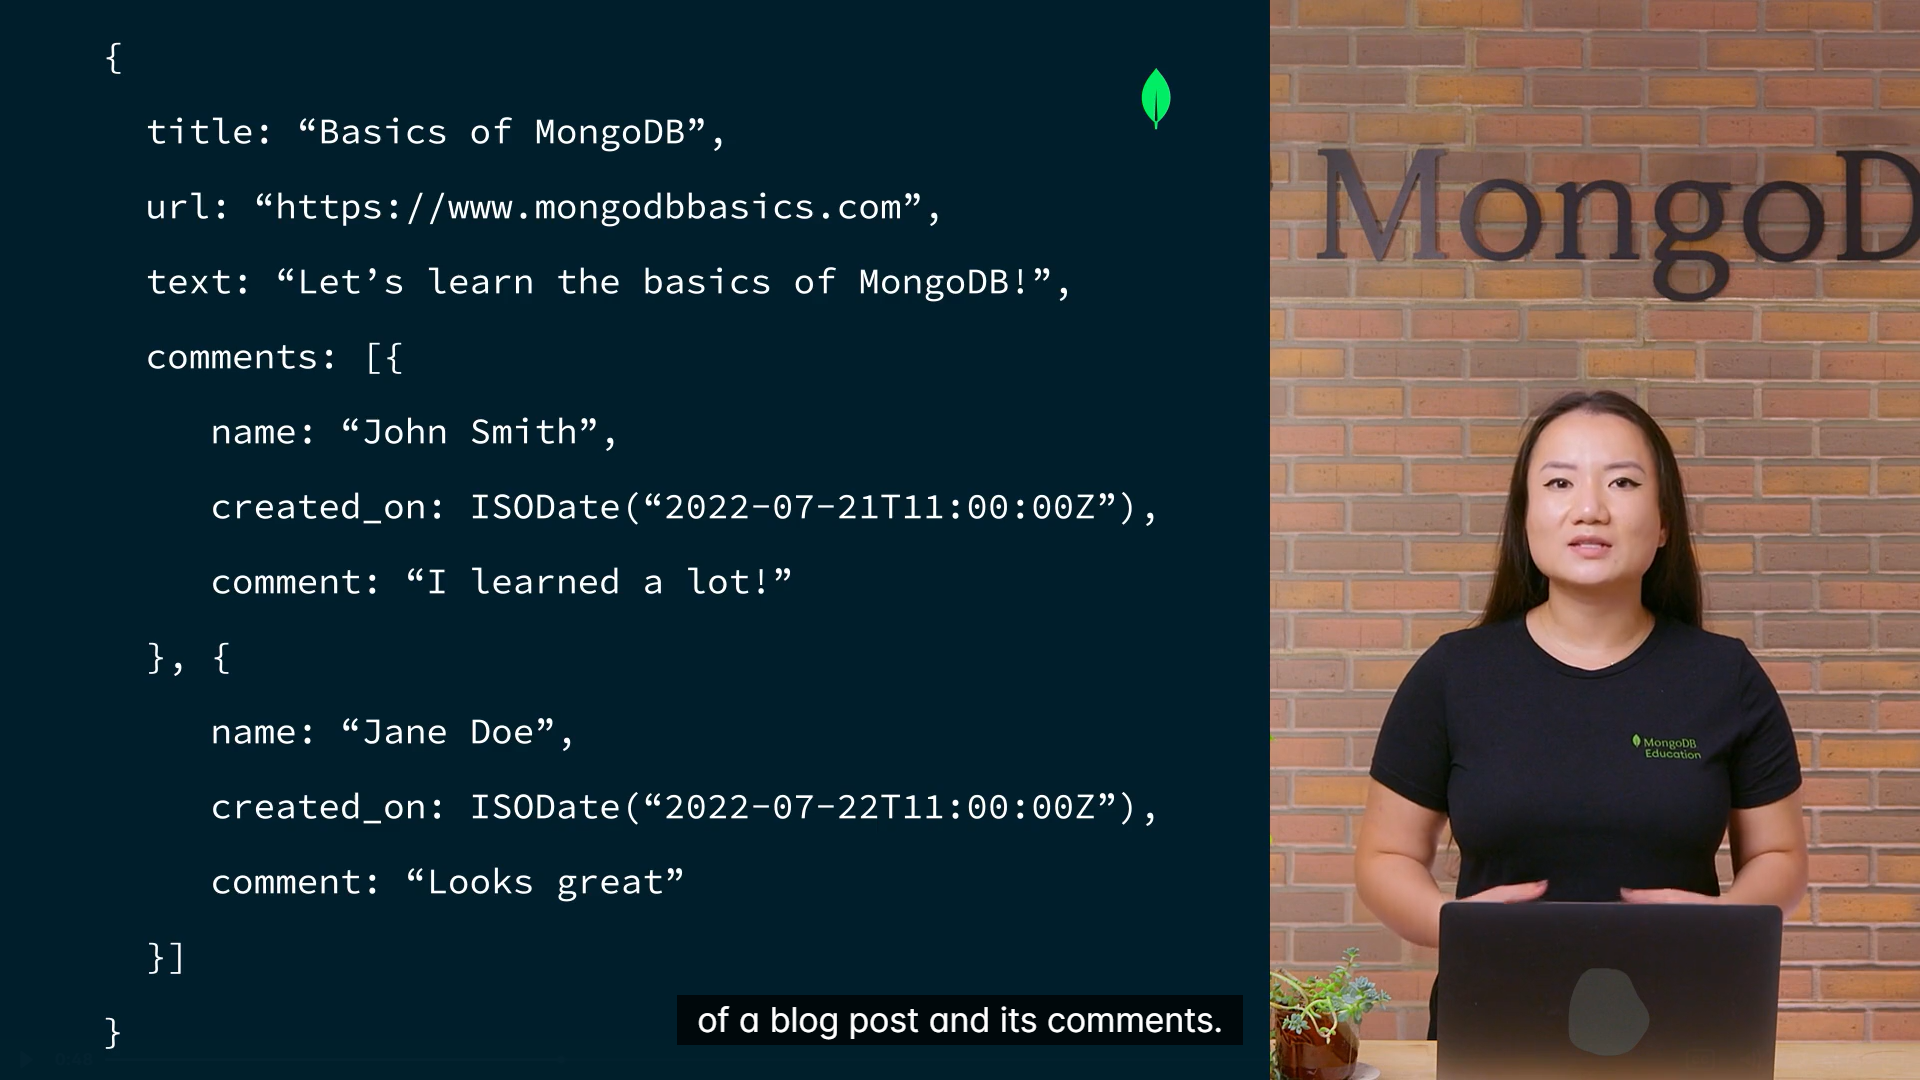 {
title: “Basics of MongoDB”,
url: “https://www.mongodbbasics.com”,
text: “Let’s learn the basics of MongoDB!”,
comments: [{
name: “John Smith”,
created_on: ISODate(“2022-07-21T11:00:00Z”),
comment: “I learned a lot!”
}, {
name: “Jane Doe”,
created_on: ISODate(“2022-07-22T11:00:00Z”),
comment: “Looks great”
}]
}
of a blog post and its comments.
MongoD
MongoDB
Education